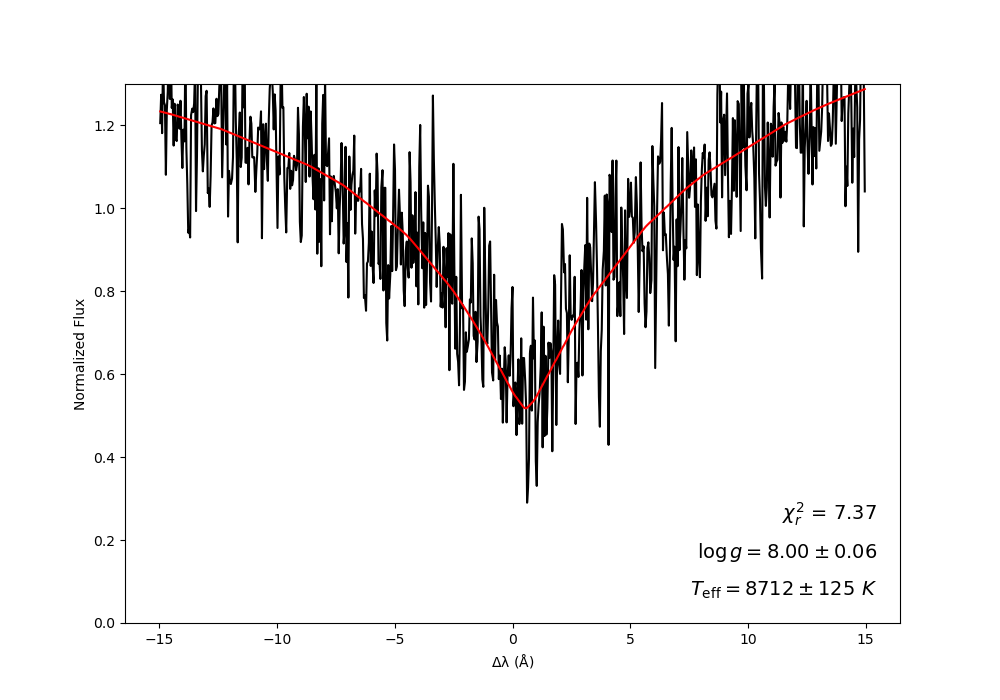 1.2
1.0
0.8
0.6
0.4
0.2
0.0
Normalized Flux
χ²ᵣ = 7.37
log g = 8.00 ± 0.06
T_eff = 8712 ± 125 K
−15 −10 −5 0 5 10 15
Δλ (Å)